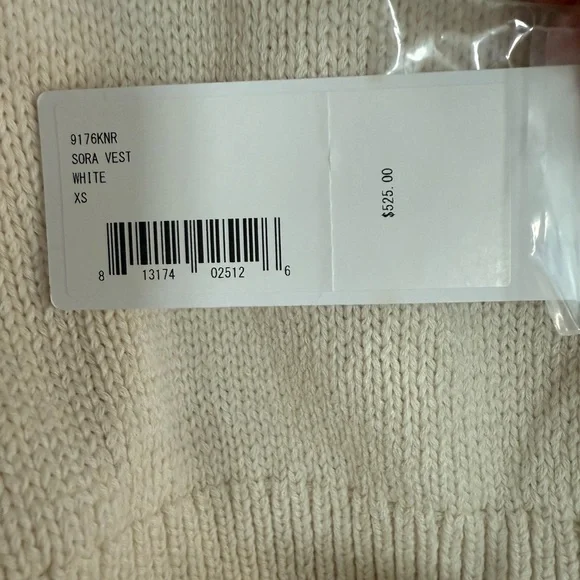 9176KNR
SORA VEST
WHITE
XS
8 13174 02512 6
$525.00